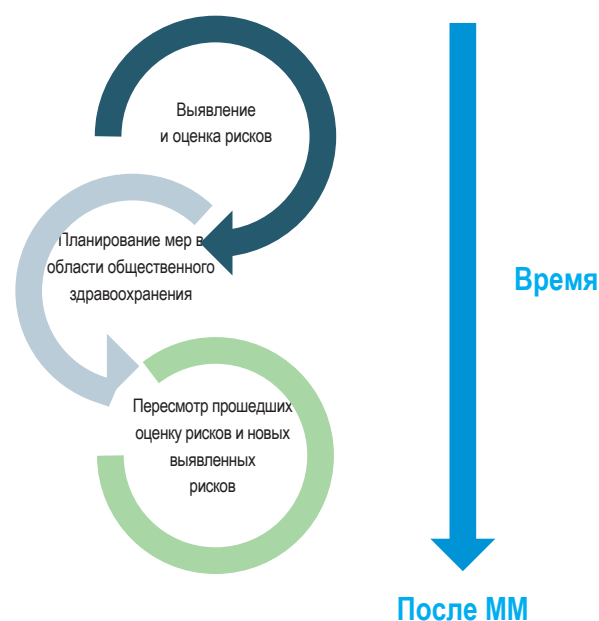 Выявление
и оценка рисков
Планирование мер в
области общественного
здравоохранения
Время
Пересмотр прошедших
оценку рисков и новых
выявленных
рисков
После ММ